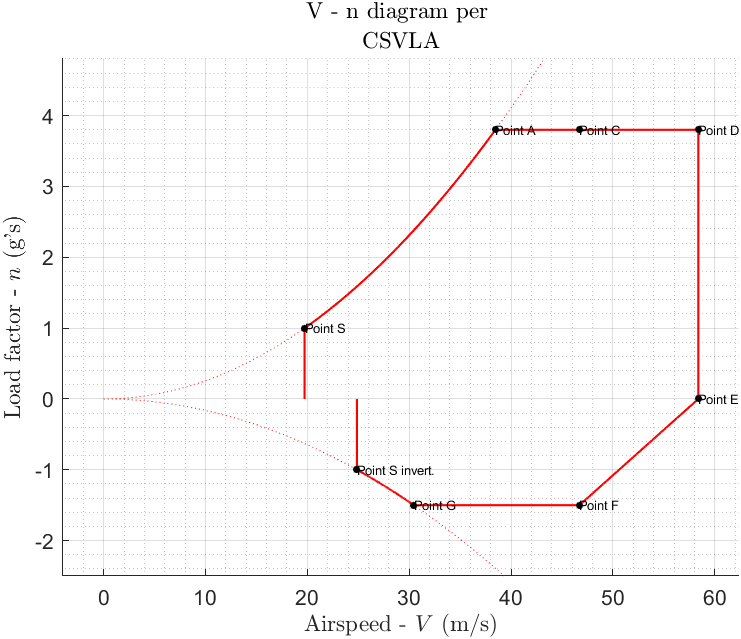 V - n diagram per
CSVLA
Load factor - n (g's)
4
3
2
1
0
-1
-2
Point A
Point C
Point D
Point S
Point E
Point S invert.
Point G
Point F
0 10 20 30 40 50 60
Airspeed - V (m/s)